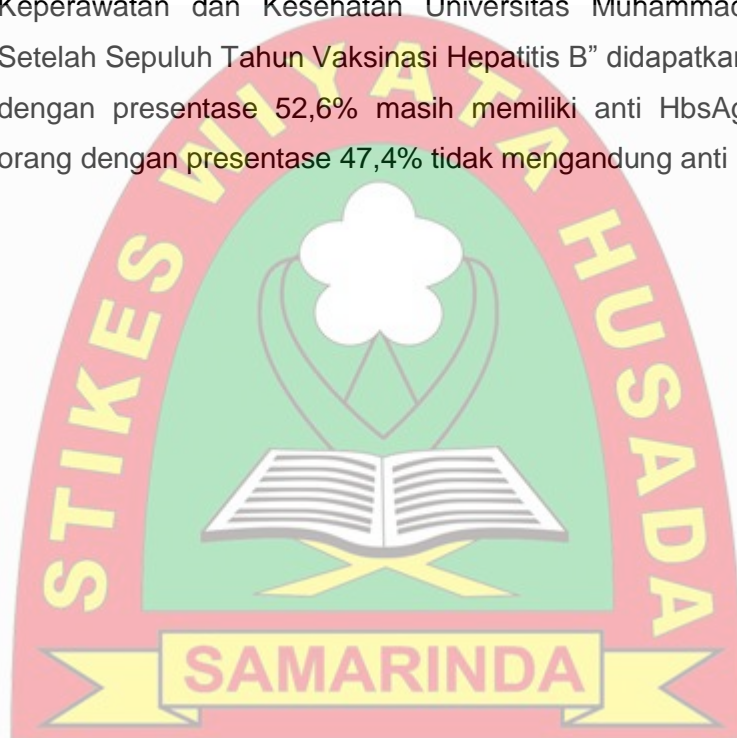 Keperawatan dan Kesehatan Universitas Muhammad
Setelah Sepuluh Tahun Vaksinasi Hepatitis B” didapatkan
dengan presentase 52,6% masih memiliki anti HbsAg
orang dengan presentase 47,4% tidak mengandung anti
STIKES WIYATA HUSADA
SAMARINDA